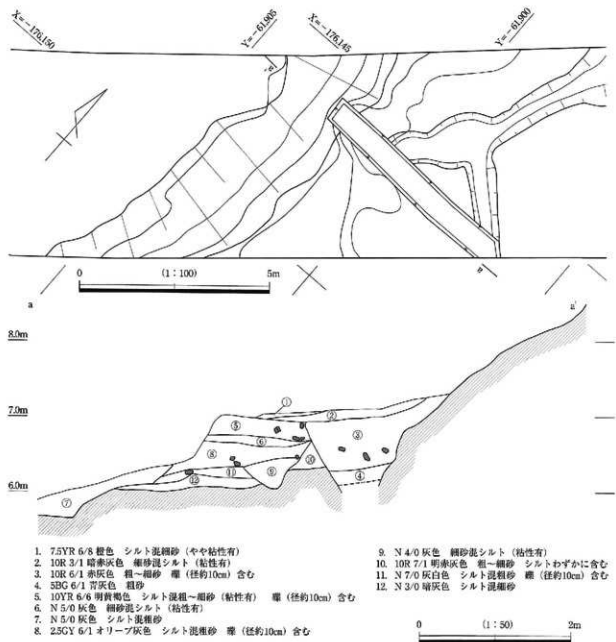 X=-176,150
Y=-61,905
X=-176,145
Y=-61,900
a'
a
0 (1:100) 5m
a
a'
8.0m
7.0m
6.0m
①
②
③
④
⑤
⑥
⑦
⑧
⑨
⑩
⑪
⑫
1. 7.5YR 6/8 橙色 シルト混細砂（やや粘性有）
2. 10R 3/1 暗赤灰色 細砂混シルト（粘性有）
3. 10R 6/1 赤灰色 粗～細砂 礫（径約10cm）含む
4. 5BG 6/1 青灰色 粗砂
5. 10YR 6/6 明黄褐色 シルト混粗～細砂（粘性有） 礫（径約10cm）含む
6. N 5/0 灰色 細砂混シルト（粘性有）
7. N 5/0 灰色 シルト混細砂
8. 2.5GY 6/1 オリーブ灰色 シルト混粗砂 礫（径約10cm）含む
9. N 4/0 灰色 細砂混シルト（粘性有）
10. 10R 7/1 明赤灰色 粗～細砂 シルトわずかに含む
11. N 7/0 灰白色 シルト混粗砂 礫（径約10cm）含む
12. N 3/0 暗灰色 シルト混細砂
0 (1:50) 2m